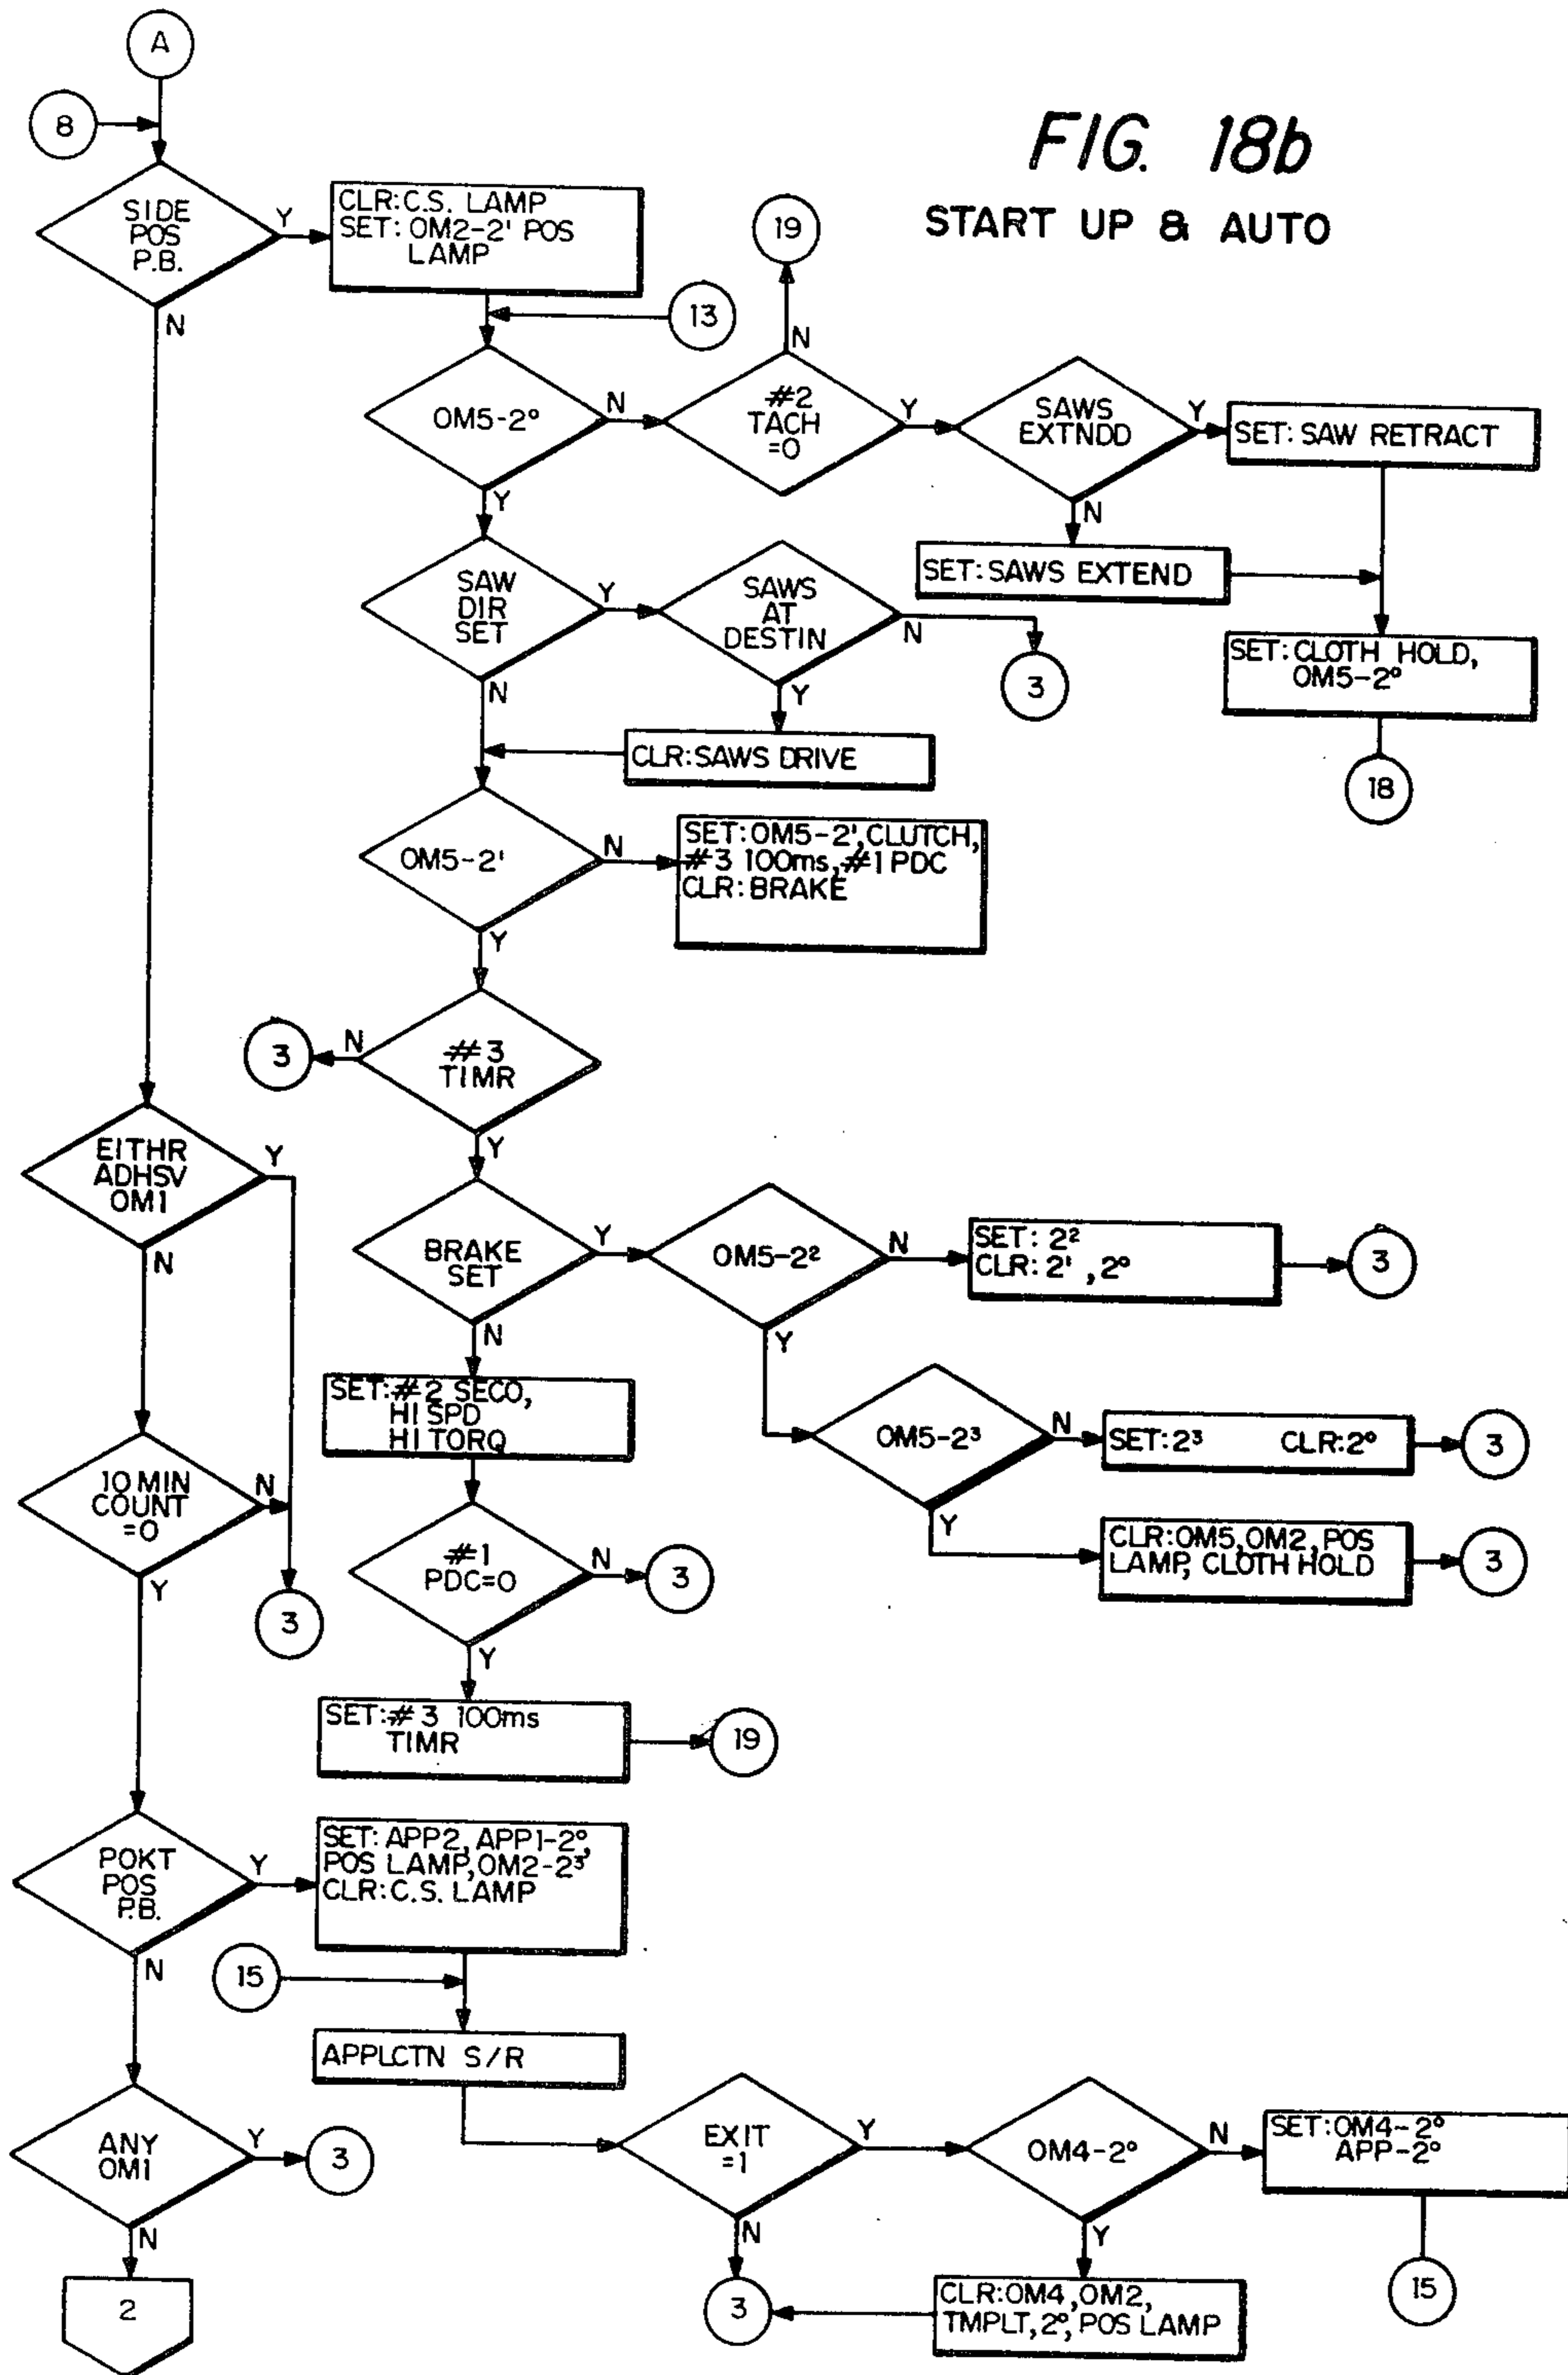 A
8
FIG. 18b
START UP & AUTO
SIDE
POS
P.B.
Y
N
CLR:C.S. LAMP
SET: OM2-2' POS
LAMP
19
13
OM5-2°
N
Y
#2
TACH
=0
N
Y
SAWS
EXTNDD
Y
N
SET: SAW RETRACT
SET: SAWS EXTEND
SET: CLOTH HOLD,
OM5-2°
18
SAW
DIR
SET
Y
N
SAWS
AT
DESTIN
N
Y
3
CLR:SAWS DRIVE
OM5-2'
N
Y
SET:OM5-2',CLUTCH,
#3 100ms,#1 PDC
CLR:BRAKE
#3
TIMR
N
Y
3
EITHR
ADHSV
OM1
Y
N
BRAKE
SET
Y
N
OM5-2²
N
Y
SET: 2²
CLR: 2' , 2°
3
SET:#2 SECO,
HI SPD
HI TORQ
OM5-2³
N
Y
SET:2³ CLR:2°
3
10 MIN
COUNT
=0
N
Y
3
#1
PDC=0
N
Y
3
CLR:OM5,OM2,POS
LAMP, CLOTH HOLD
3
SET:#3 100ms
TIMR
19
POKT
POS
P.B.
Y
N
SET: APP2, APP1-2°,
POS LAMP,OM2-2³
CLR:C.S. LAMP
15
APPLCTN S/R
ANY
OM1
Y
N
3
EXIT
=1
Y
N
OM4-2°
N
Y
SET:OM4-2°
APP-2°
15
2
3
CLR:OM4,OM2,
TMPLT,2°,POS LAMP